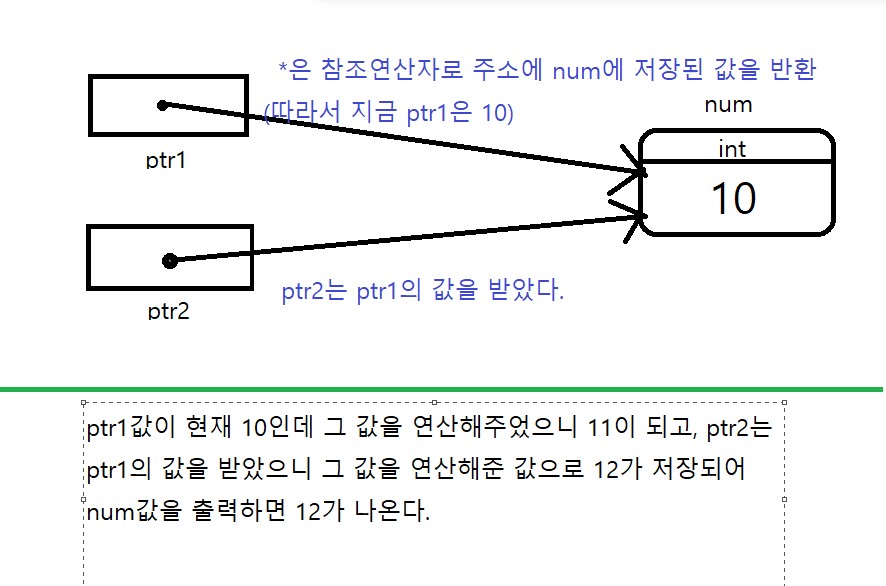 *은 참조연산자로 주소에 num에 저장된 값을 반환
(따라서 지금 ptr1은 10)
num
ptr1
int
10
ptr2는 ptr1의 값을 받았다.
ptr2
ptr1값이 현재 10인데 그 값을 연산해주었으니 11이 되고, ptr2는
ptr1의 값을 받았으니 그 값을 연산해준 값으로 12가 저장되어
num값을 출력하면 12가 나온다.